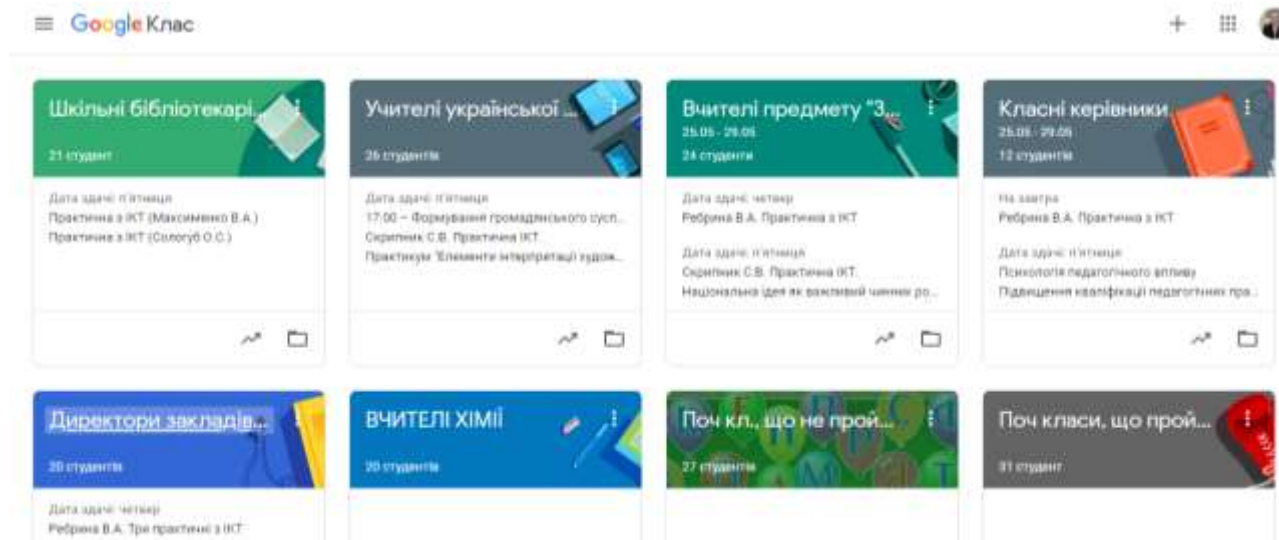 Google Клас
Шкільні бібліотекарі...
21 студент
Дата здачі: п'ятниця
Практична з ІКТ (Максименко В.А.)
Практична з ІКТ (Сологуб О.С.)
Учителі української ...
26 студентів
Дата здачі: п'ятниця
17:00 – Формування громадянського сусп...
Скрипник С.В. Практична ІКТ.
Практикум "Елементи інтерпретації худож...
Вчителі предмету "З...
25.05 - 29.05
24 студенти
Дата здачі: четвер
Ребрина В.А. Практична з ІКТ
Дата здачі: п'ятниця
Скрипник С.В. Практична ІКТ.
Національна ідея як важливий чинник ро...
Класні керівники
25.05 - 29.05
12 студентів
На завтра
Ребрина В.А. Практична з ІКТ
Дата здачі: п'ятниця
Психологія педагогічного впливу
Підвищення кваліфікації педагогічних пра...
Директори закладів...
20 студентів
Дата здачі: четвер
Ребрина В.А. Три практичні з ІКТ
ВЧИТЕЛІ ХІМІЇ
20 студентів
Поч кл., що не прой...
27 студентів
Поч класи, що прой...
31 студент